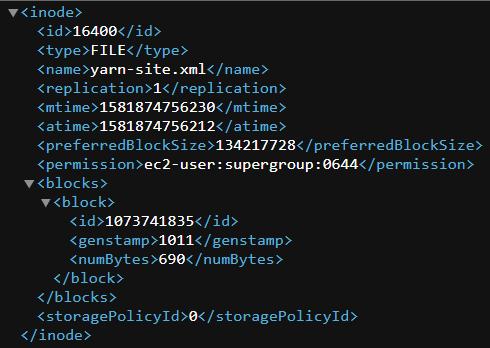 ▼<inode>
<id>16400</id>
<type>FILE</type>
<name>yarn-site.xml</name>
<replication>1</replication>
<mtime>1581874756230</mtime>
<atime>1581874756212</atime>
<preferredBlockSize>134217728</preferredBlockSize>
<permission>ec2-user:supergroup:0644</permission>
▼<blocks>
▼<block>
<id>1073741835</id>
<genstamp>1011</genstamp>
<numBytes>690</numBytes>
</block>
</blocks>
<storagePolicyId>0</storagePolicyId>
</inode>